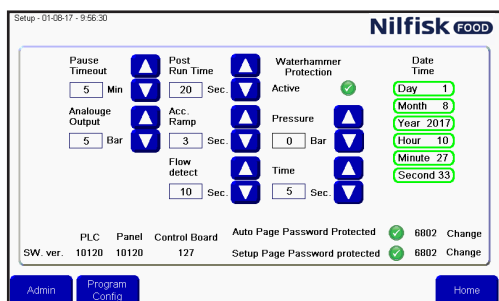 Setup - 01-08-17 - 9:56:30
Nilfisk FOOD
Pause Timeout
5 Min
Post Run Time
20 Sec.
Waterhammer Protection
Active
Date Time
Day 1
Month 8
Year 2017
Hour 10
Minute 27
Second 33
Analouge Output
5 Bar
Acc. Ramp
3 Sec.
Pressure
0 Bar
Flow detect
10 Sec.
Time
5 Sec.
PLC Panel Control Board
SW. ver. 10120 10120 127
Auto Page Password Protected 6802 Change
Setup Page Password protected 6802 Change
Admin
Program Config
Home